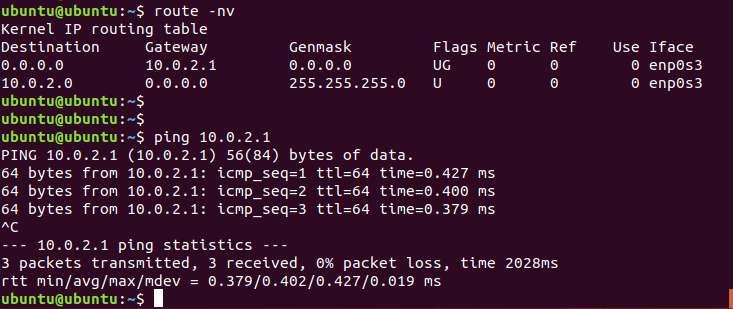 ubuntu@ubuntu:~$ route -nv
Kernel IP routing table
Destination     Gateway         Genmask         Flags Metric Ref    Use Iface
0.0.0.0         10.0.2.1        0.0.0.0         UG    0      0        0 enp0s3
10.0.2.0        0.0.0.0         255.255.255.0   U     0      0        0 enp0s3
ubuntu@ubuntu:~$
ubuntu@ubuntu:~$
ubuntu@ubuntu:~$ ping 10.0.2.1
PING 10.0.2.1 (10.0.2.1) 56(84) bytes of data.
64 bytes from 10.0.2.1: icmp_seq=1 ttl=64 time=0.427 ms
64 bytes from 10.0.2.1: icmp_seq=2 ttl=64 time=0.400 ms
64 bytes from 10.0.2.1: icmp_seq=3 ttl=64 time=0.379 ms
^C
--- 10.0.2.1 ping statistics ---
3 packets transmitted, 3 received, 0% packet loss, time 2028ms
rtt min/avg/max/mdev = 0.379/0.402/0.427/0.019 ms
ubuntu@ubuntu:~$